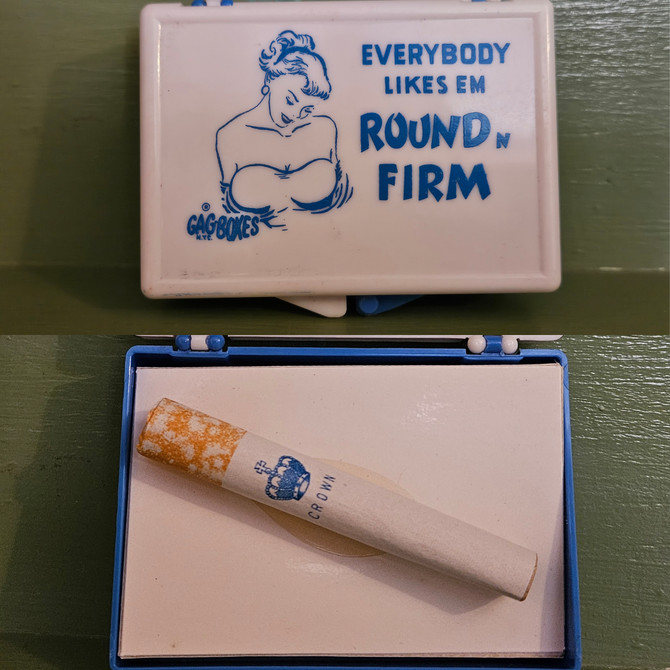 EVERYBODY
LIKES EM
ROUND N
FIRM
®
GAG BOXES
N.Y.C.
CROWN